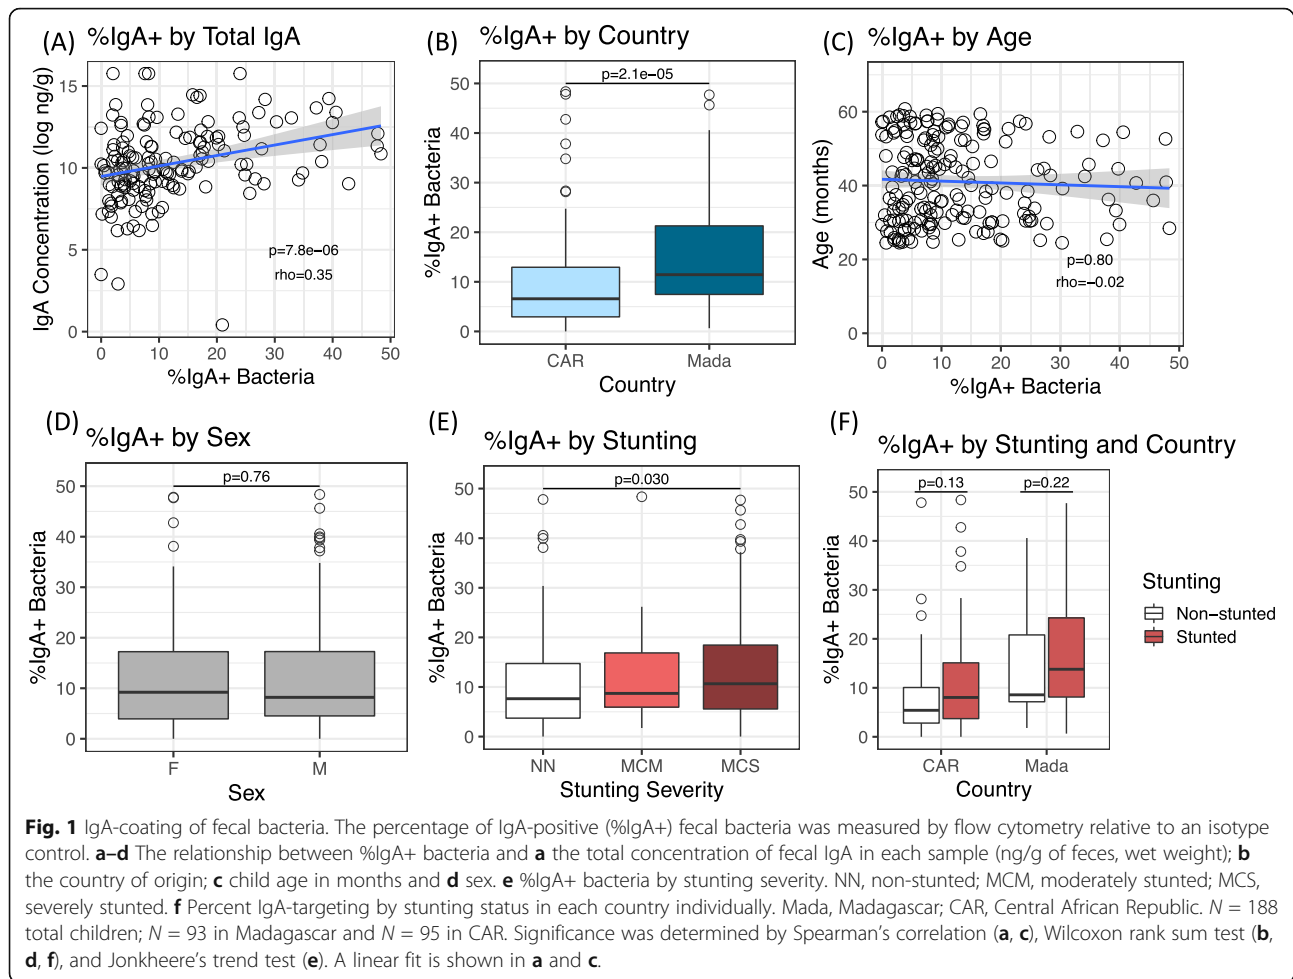 (A) %IgA+ by Total IgA
IgA Concentration (log ng/g)
15
10
5
0
p=7.8e−06
rho=0.35
0 10 20 30 40 50
%IgA+ Bacteria
(B) %IgA+ by Country
%IgA+ Bacteria
50
40
30
20
10
0
p=2.1e−05
CAR Mada
Country
(C) %IgA+ by Age
Age (months)
60
40
20
0
p=0.80
rho=−0.02
0 10 20 30 40 50
%IgA+ Bacteria
(D) %IgA+ by Sex
%IgA+ Bacteria
50
40
30
20
10
0
p=0.76
F M
Sex
(E) %IgA+ by Stunting
%IgA+ Bacteria
50
40
30
20
10
0
p=0.030
NN MCM MCS
Stunting Severity
(F) %IgA+ by Stunting and Country
%IgA+ Bacteria
50
40
30
20
10
0
p=0.13 p=0.22
CAR Mada
Country
Stunting
Non−stunted
Stunted
Fig. 1 IgA-coating of fecal bacteria. The percentage of IgA-positive (%IgA+) fecal bacteria was measured by flow cytometry relative to an isotype
control. a–d The relationship between %IgA+ bacteria and a the total concentration of fecal IgA in each sample (ng/g of feces, wet weight); b
the country of origin; c child age in months and d sex. e %IgA+ bacteria by stunting severity. NN, non-stunted; MCM, moderately stunted; MCS,
severely stunted. f Percent IgA-targeting by stunting status in each country individually. Mada, Madagascar; CAR, Central African Republic. N = 188
total children; N = 93 in Madagascar and N = 95 in CAR. Significance was determined by Spearman's correlation (a, c), Wilcoxon rank sum test (b,
d, f), and Jonkheere's trend test (e). A linear fit is shown in a and c.